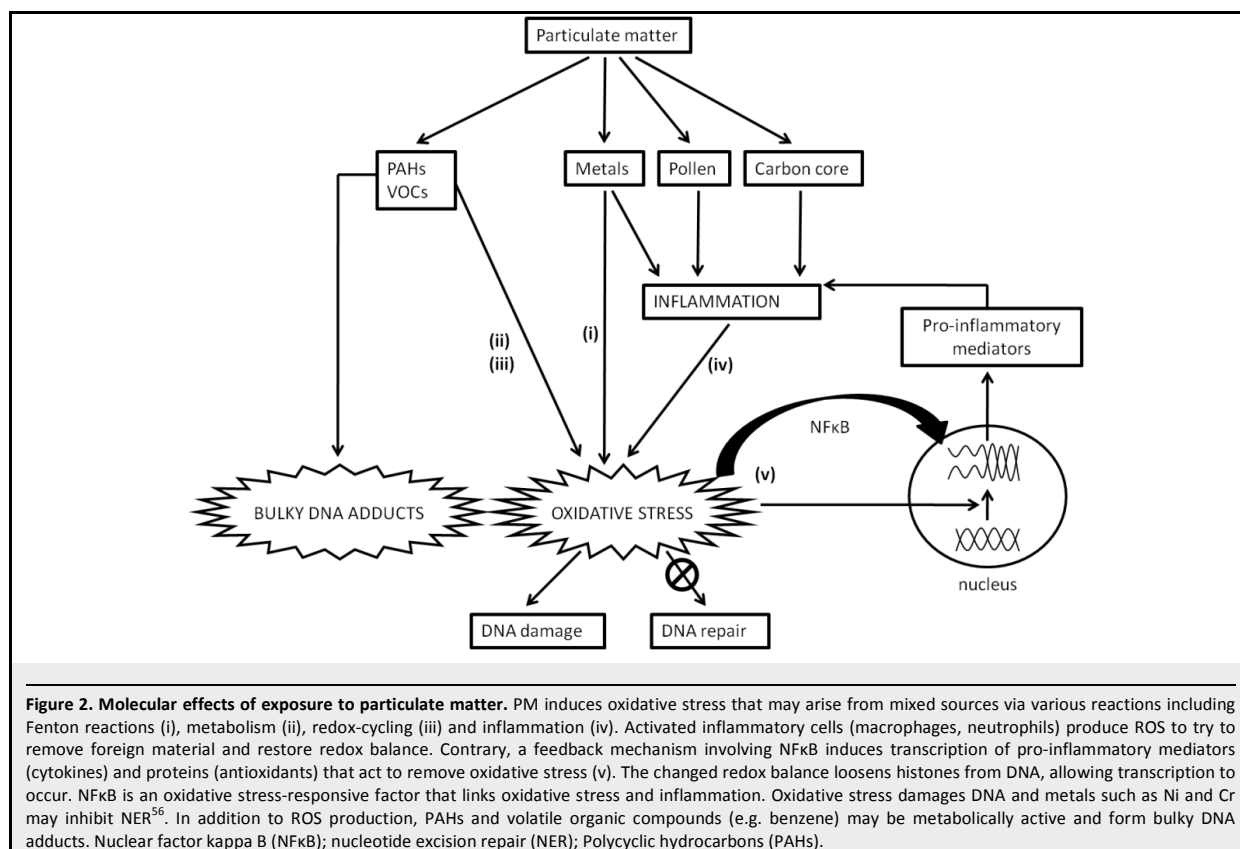 Particulate matter
PAHs
VOCs
Metals
Pollen
Carbon core
INFLAMMATION
Pro-inflammatory
mediators
(ii)
(iii)
(i)
(iv)
NFκB
(v)
BULKY DNA ADDUCTS
OXIDATIVE STRESS
nucleus
DNA damage
DNA repair
Figure 2. Molecular effects of exposure to particulate matter. PM induces oxidative stress that may arise from mixed sources via various reactions including
Fenton reactions (i), metabolism (ii), redox-cycling (iii) and inflammation (iv). Activated inflammatory cells (macrophages, neutrophils) produce ROS to try to
remove foreign material and restore redox balance. Contrary, a feedback mechanism involving NFκB induces transcription of pro-inflammatory mediators
(cytokines) and proteins (antioxidants) that act to remove oxidative stress (v). The changed redox balance loosens histones from DNA, allowing transcription to
occur. NFκB is an oxidative stress-responsive factor that links oxidative stress and inflammation. Oxidative stress damages DNA and metals such as Ni and Cr
may inhibit NER56. In addition to ROS production, PAHs and volatile organic compounds (e.g. benzene) may be metabolically active and form bulky DNA
adducts. Nuclear factor kappa B (NFκB); nucleotide excision repair (NER); Polycyclic hydrocarbons (PAHs).